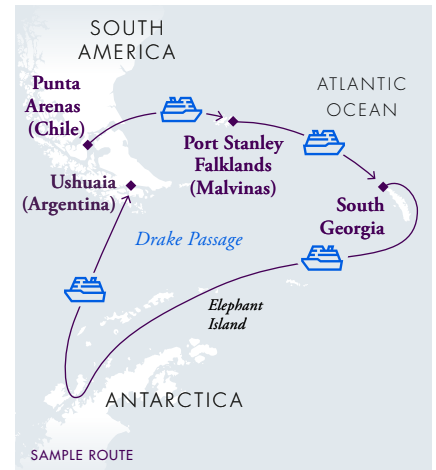 SOUTH
AMERICA
Punta
Arenas
(Chile)
ATLANTIC
OCEAN
Port Stanley
Falklands
(Malvinas)
Ushuaia
(Argentina)
South
Georgia
Drake Passage
Elephant
Island
ANTARCTICA
SAMPLE ROUTE